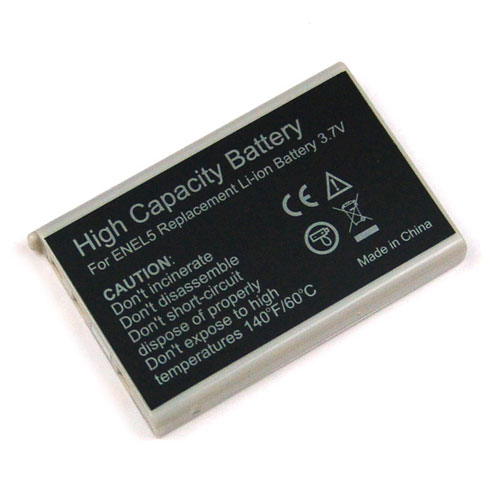 High Capacity Battery
For ENEL5 Replacement Li-ion Battery 3.7V
CAUTION:
Don't incinerate
Don't disassemble
Don't short-circuit
dispose of properly
Don't expose to high
temperatures 140°F/60°C
CE
Made in China